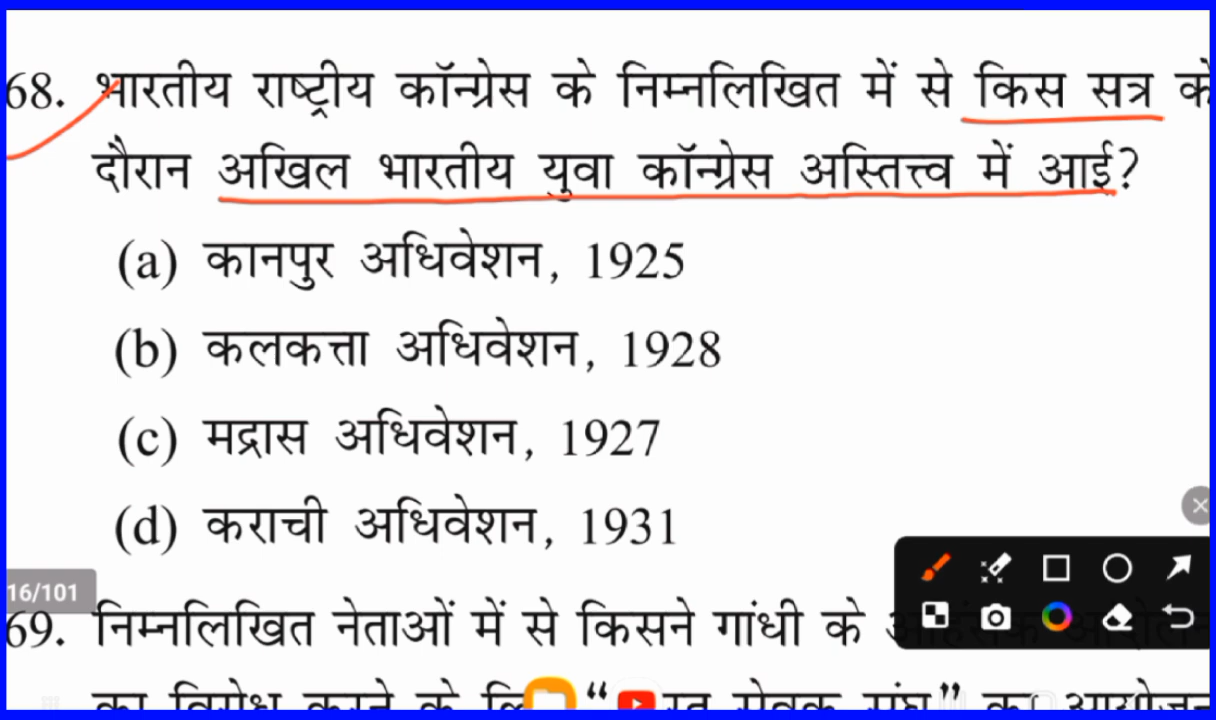 68. भारतीय राष्ट्रीय कॉन्ग्रेस के निम्नलिखित में से किस सत्र के
दौरान अखिल भारतीय युवा कॉन्ग्रेस अस्तित्त्व में आई?
(a) कानपुर अधिवेशन, 1925
(b) कलकत्ता अधिवेशन, 1928
(c) मद्रास अधिवेशन, 1927
(d) कराची अधिवेशन, 1931
16/101
69. निम्नलिखित नेताओं में से किसने गांधी के
का विरोध करने के